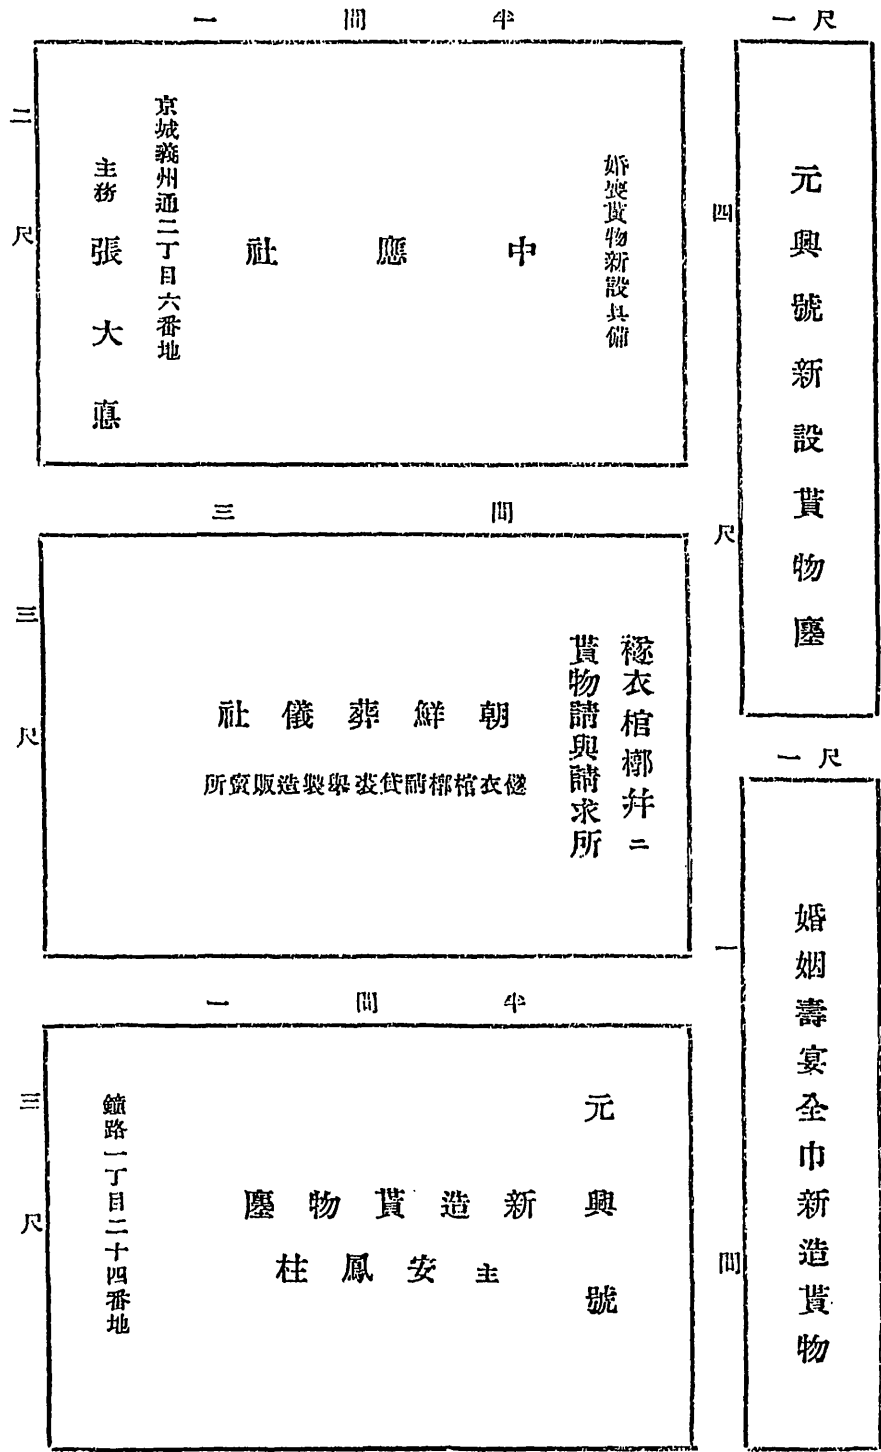 尺一
四尺
元興號新設貰物廛
尺一
一間
婚姻壽宴全巾新造貰物
半間一
二尺
婚喪貰物新設具備
中應社
京城義州通二丁目六番地
主務 張大悳
間三
三尺
襚衣棺槨幷ニ
貰物請輿請求所
朝鮮葬儀社
襚衣棺槨
製造販賣所
半間一
三尺
元興號
新造貰物廛
主 安鳳柱
鐘路一丁目二十四番地